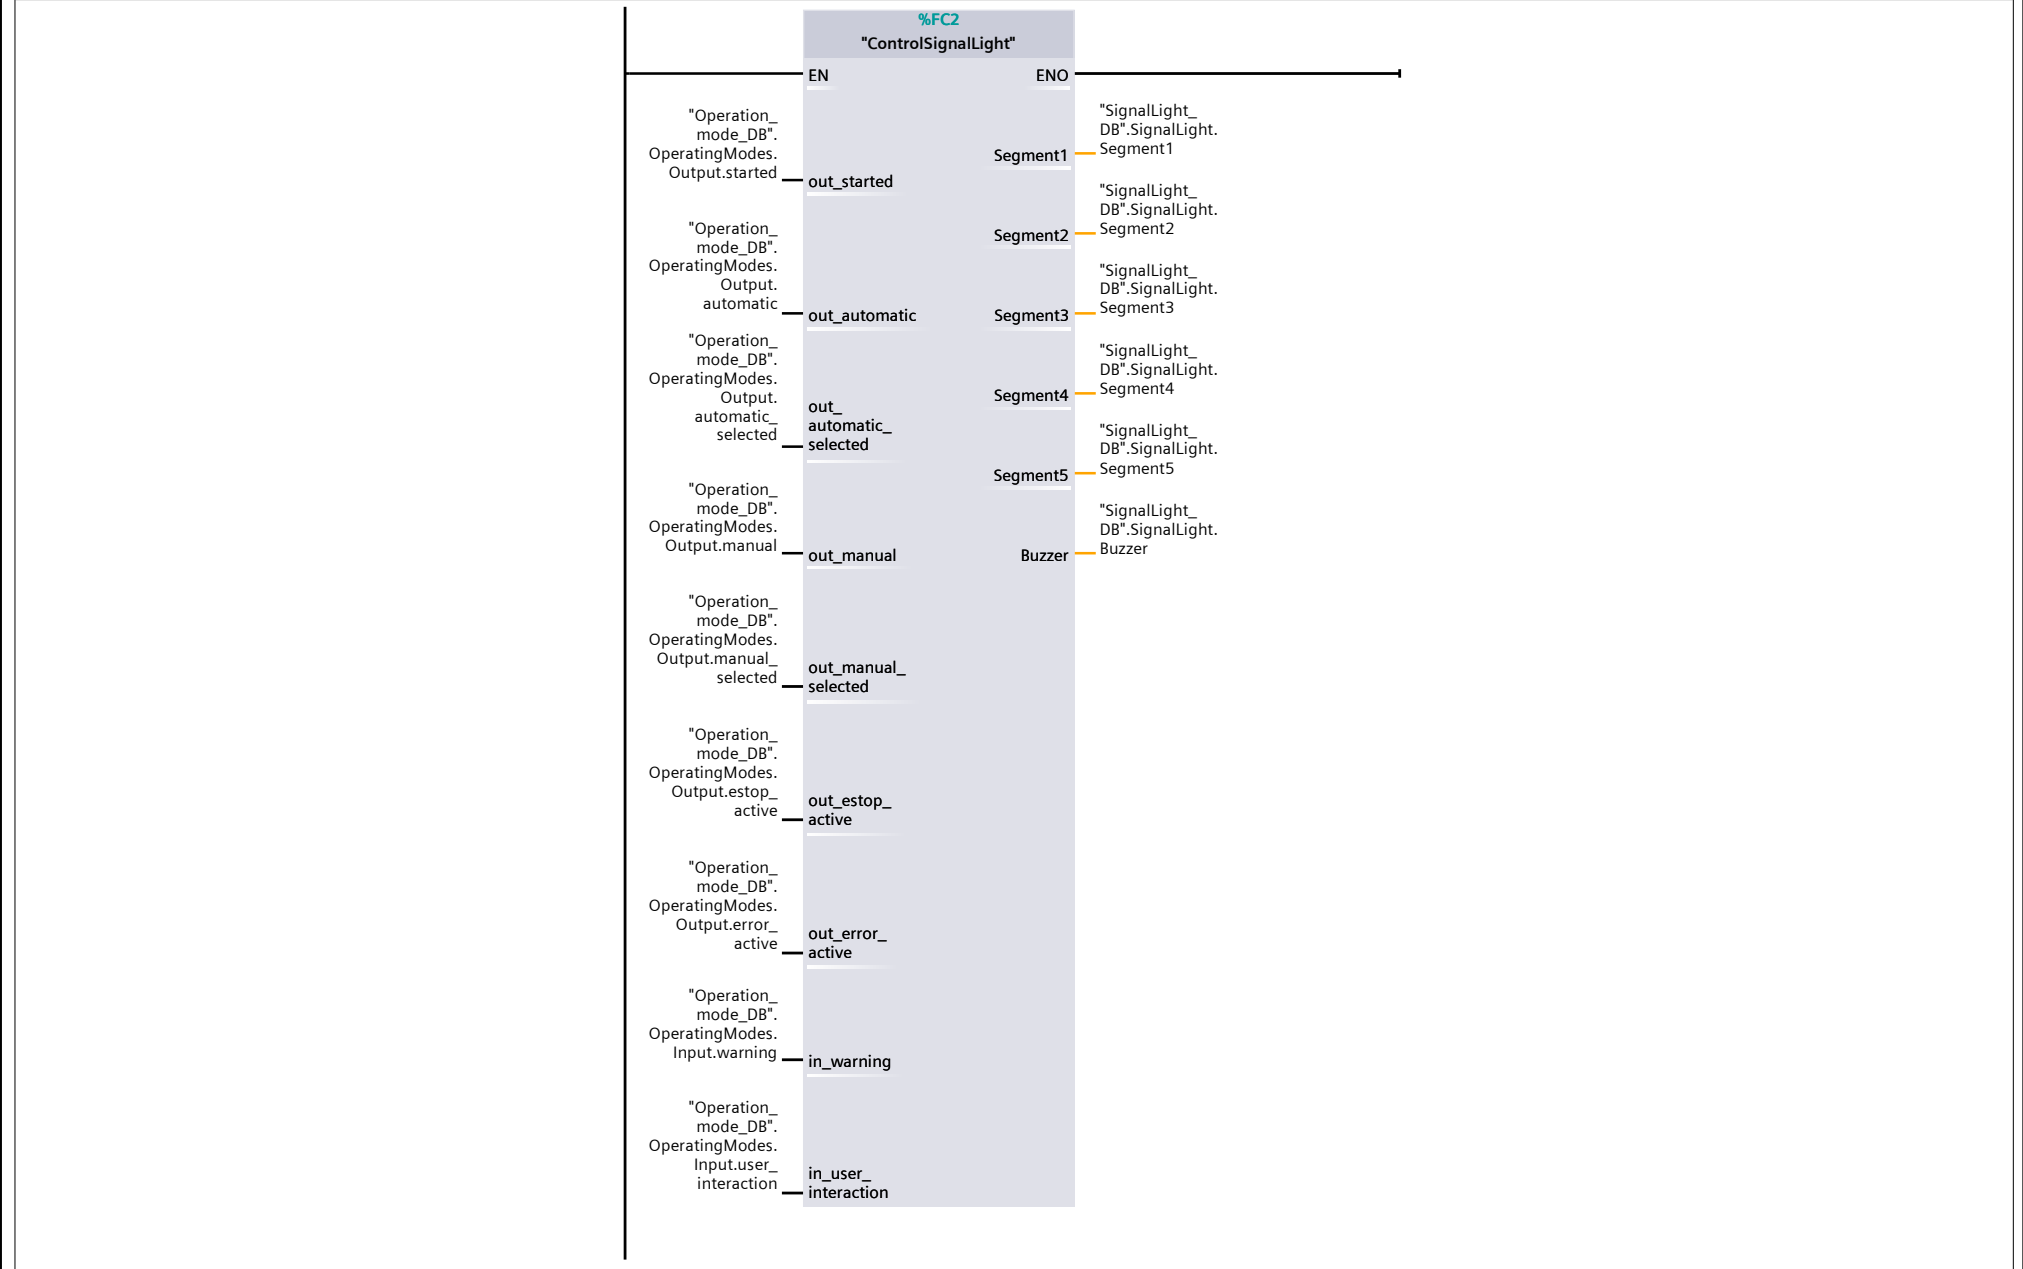 %FC2
"ControlSignalLight"
EN
ENO
"Operation_
mode_DB".
OperatingModes.
Output.started
out_started
"Operation_
mode_DB".
OperatingModes.
Output.
automatic
out_automatic
"Operation_
mode_DB".
OperatingModes.
Output.
automatic_
selected
out_
automatic_
selected
"Operation_
mode_DB".
OperatingModes.
Output.manual
out_manual
"Operation_
mode_DB".
OperatingModes.
Output.manual_
selected
out_manual_
selected
"Operation_
mode_DB".
OperatingModes.
Output.estop_
active
out_estop_
active
"Operation_
mode_DB".
OperatingModes.
Output.error_
active
out_error_
active
"Operation_
mode_DB".
OperatingModes.
Input.warning
in_warning
"Operation_
mode_DB".
OperatingModes.
Input.user_
interaction
in_user_
interaction
Segment1
"SignalLight_
DB".SignalLight.
Segment1
Segment2
"SignalLight_
DB".SignalLight.
Segment2
Segment3
"SignalLight_
DB".SignalLight.
Segment3
Segment4
"SignalLight_
DB".SignalLight.
Segment4
Segment5
"SignalLight_
DB".SignalLight.
Segment5
Buzzer
"SignalLight_
DB".SignalLight.
Buzzer